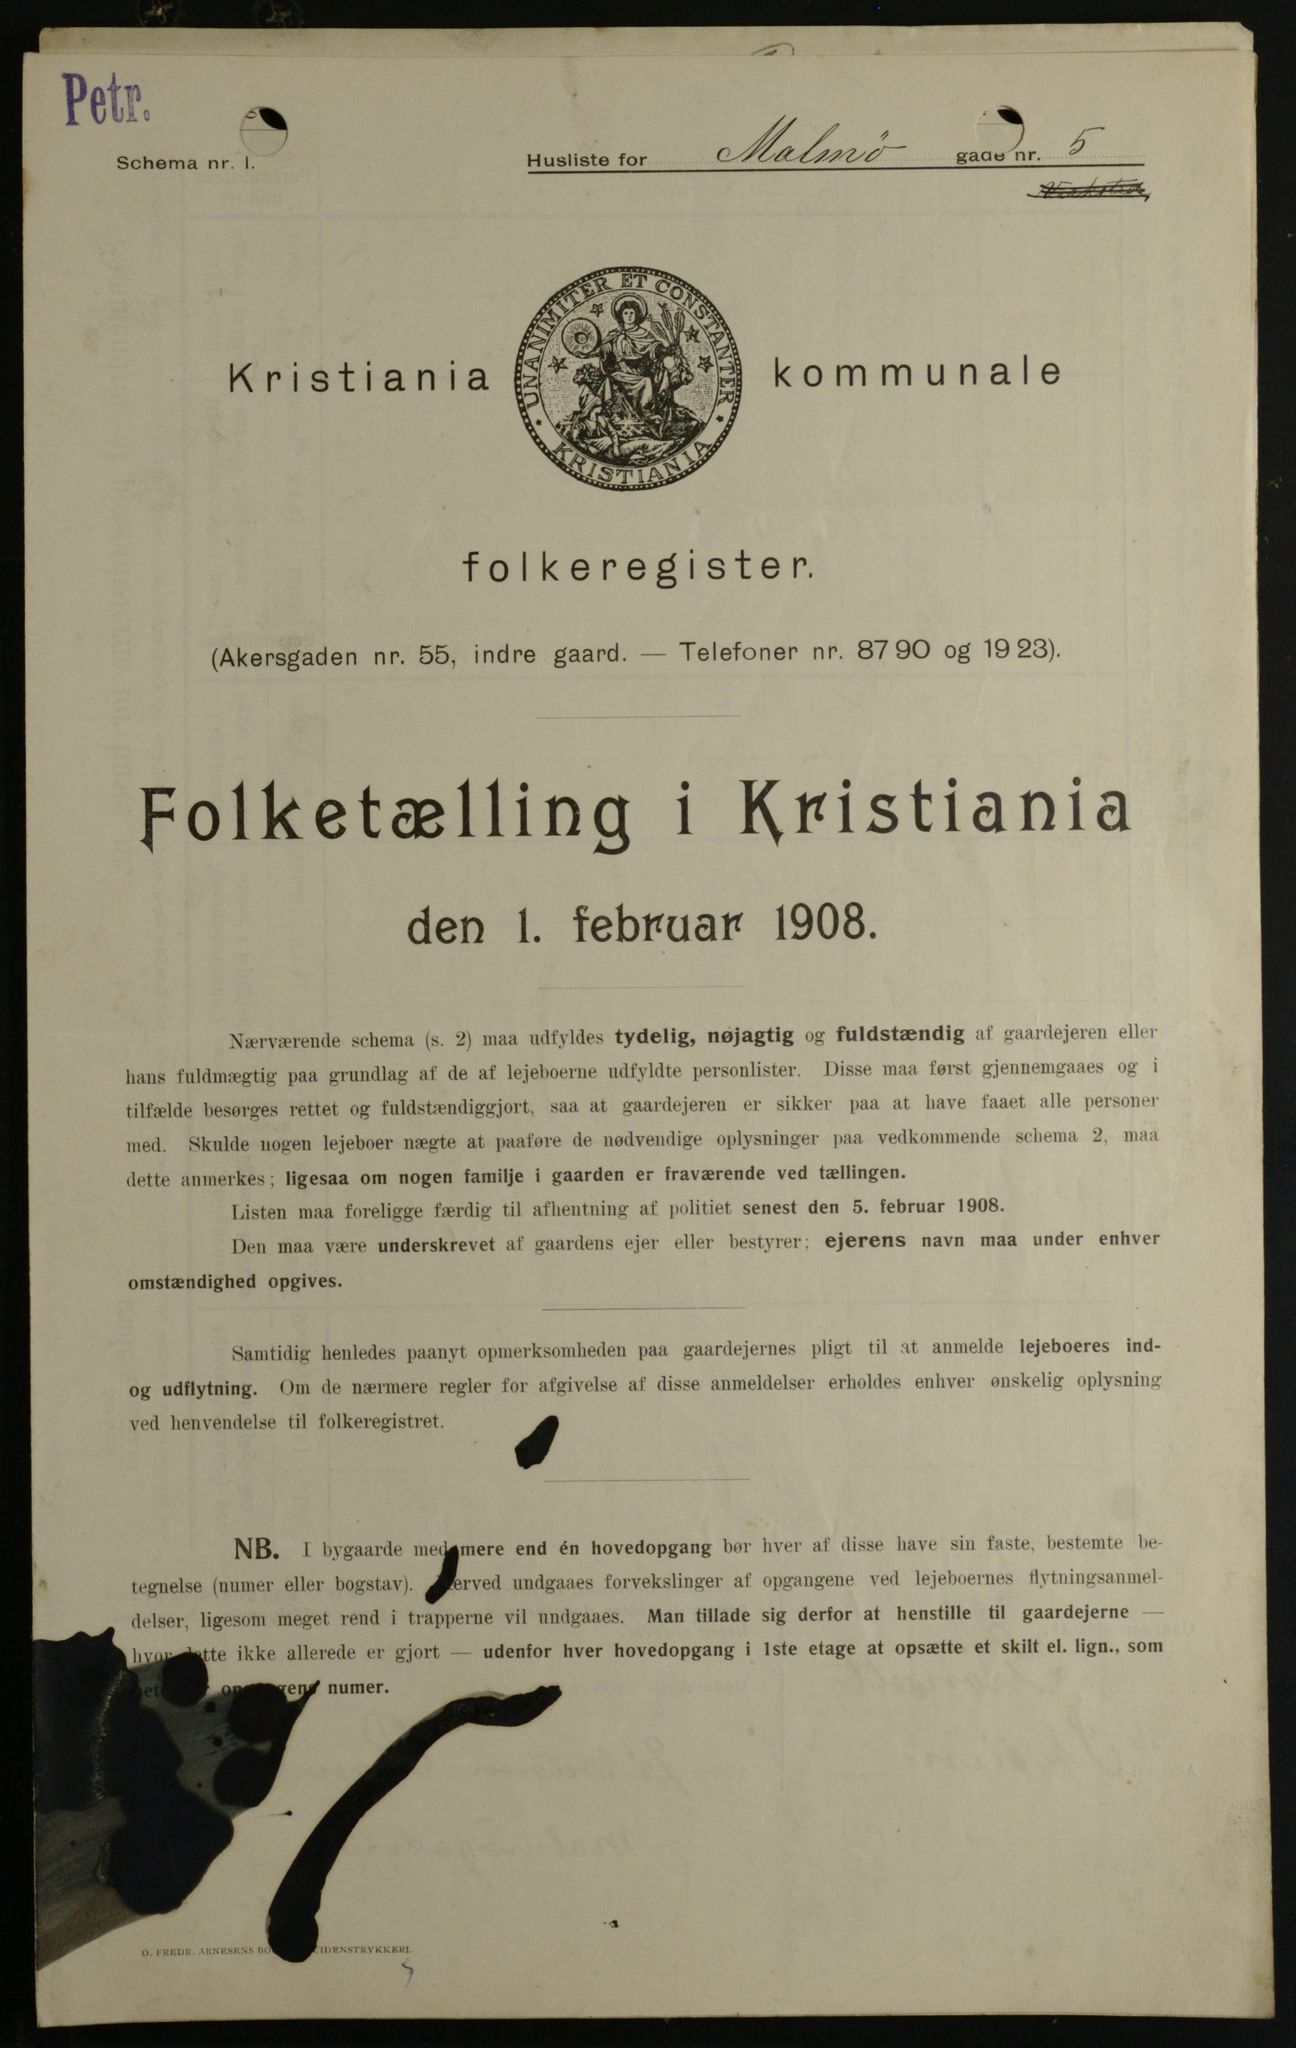 Petr.
Schema nr. 1.
Husliste for Malmö gade nr. 5
UNANIMITER ET CONSTANTER
KRISTIANIA
Kristiania kommunale
folkeregister.
(Akersgaden nr. 55, indre gaard. — Telefoner nr. 8790 og 1923).
Folketælling i Kristiania
den 1. februar 1908.
Nærværende schema (s. 2) maa udfyldes tydelig, nøjagtig og fuldstændig af gaardejeren eller
hans fuldmægtig paa grundlag af de af lejeboerne udfyldte personlister. Disse maa først gjennemgaaes og i
tilfælde besørges rettet og fuldstændiggjort, saa at gaardejeren er sikker paa at have faaet alle personer
med. Skulde nogen lejeboer nægte at paaføre de nødvendige oplysninger paa vedkommende schema 2, maa
dette anmerkes; ligesaa om nogen familje i gaarden er fraværende ved tællingen.
Listen maa foreligge færdig til afhentning af politiet senest den 5. februar 1908.
Den maa være underskrevet af gaardens ejer eller bestyrer; ejerens navn maa under enhver
omstændighed opgives.
Samtidig henledes paanyt opmerksomheden paa gaardejernes pligt til at anmelde lejeboeres ind-
og udflytning. Om de nærmere regler for afgivelse af disse anmeldelser erholdes enhver ønskelig oplysning
ved henvendelse til folkeregistret.
NB. I bygaarde med mere end én hovedopgang bør hver af disse have sin faste, bestemte be-
tegnelse (numer eller bogstav). erved undgaaes forvekslinger af opgangene ved lejeboernes flytningsanmel-
delser, ligesom meget rend i trapperne vil undgaaes. Man tillade sig derfor at henstille til gaardejerne —
hvor dette ikke allerede er gjort — udenfor hver hovedopgang i 1ste etage at opsætte et skilt el. lign., som
numer.
O. FREDR. ARNESENS BO TIDENSTRYKKERI.